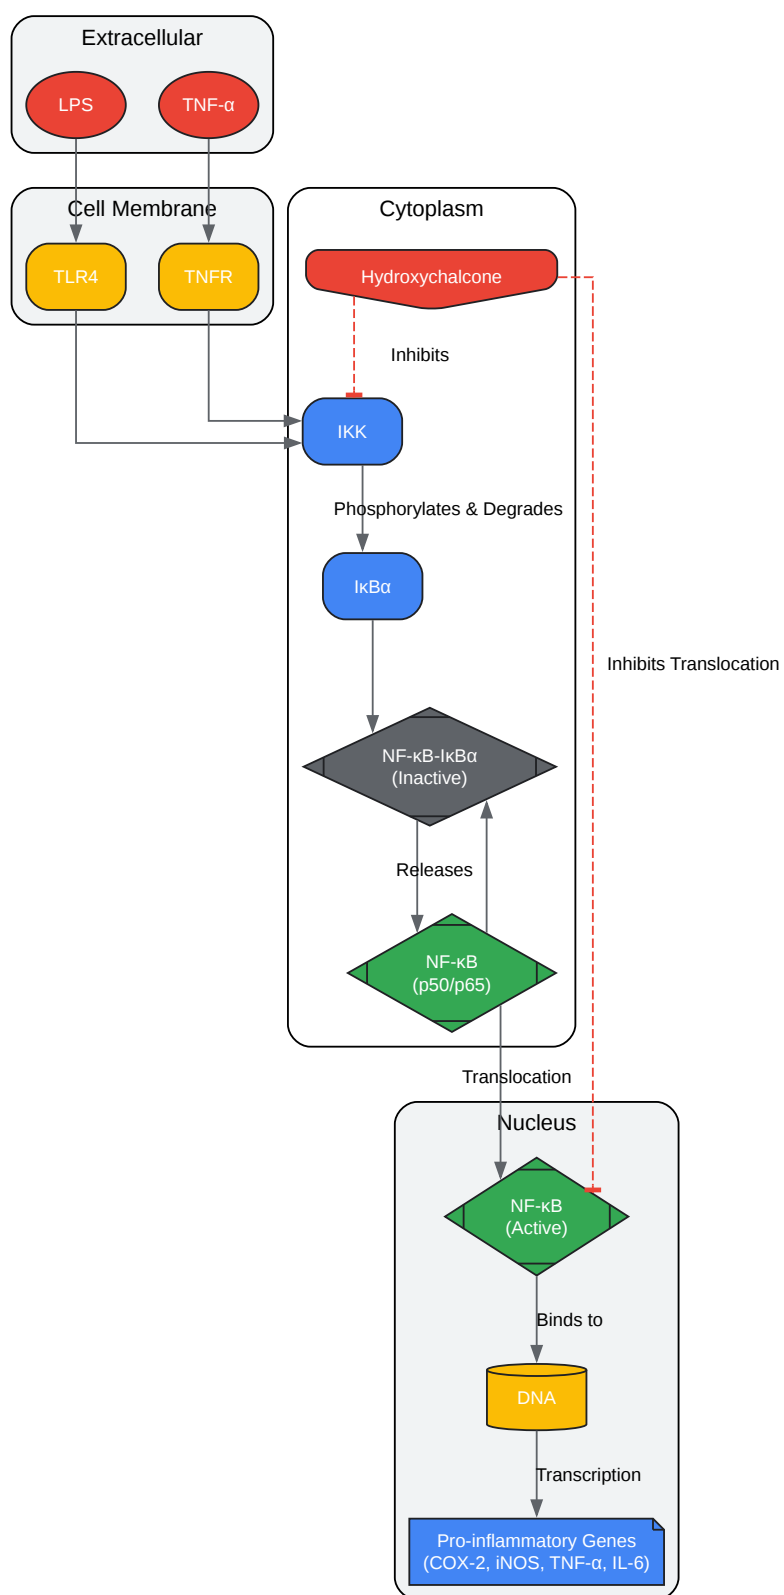 Extracellular
LPS
TNF-α
Cell Membrane
TLR4
TNFR
Cytoplasm
Hydroxychalcone
Inhibits
IKK
Phosphorylates & Degrades
IκBα
Inhibits Translocation
NF-κB-IκBα
(Inactive)
Releases
NF-κB
(p50/p65)
Translocation
Nucleus
NF-κB
(Active)
Binds to
DNA
Transcription
Pro-inflammatory Genes
(COX-2, iNOS, TNF-α, IL-6)